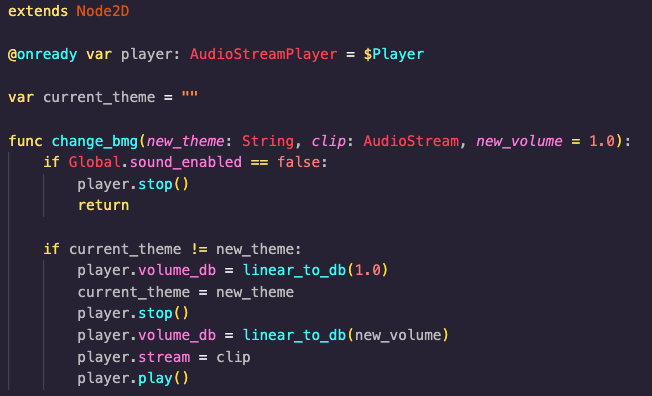 extends Node2D
@onready var player: AudioStreamPlayer = $Player
var current_theme = ""
func change_bmg(new_theme: String, clip: AudioStream, new_volume = 1.0):
    if Global.sound_enabled == false:
        player.stop()
        return
    if current_theme != new_theme:
        player.volume_db = linear_to_db(1.0)
        current_theme = new_theme
        player.stop()
        player.volume_db = linear_to_db(new_volume)
        player.stream = clip
        player.play()